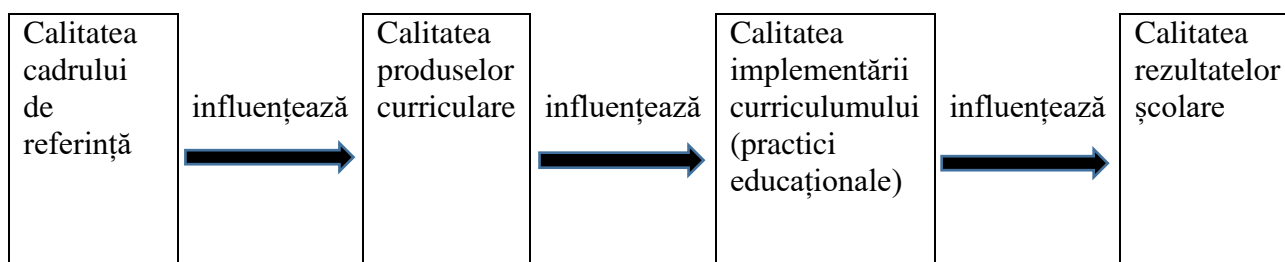 Calitatea
cadrului
de
referință
influențează
Calitatea
produselor
curriculare
influențează
Calitatea
implementării
curriculumului
(practici
educaționale)
influențează
Calitatea
rezultatelor
școlare